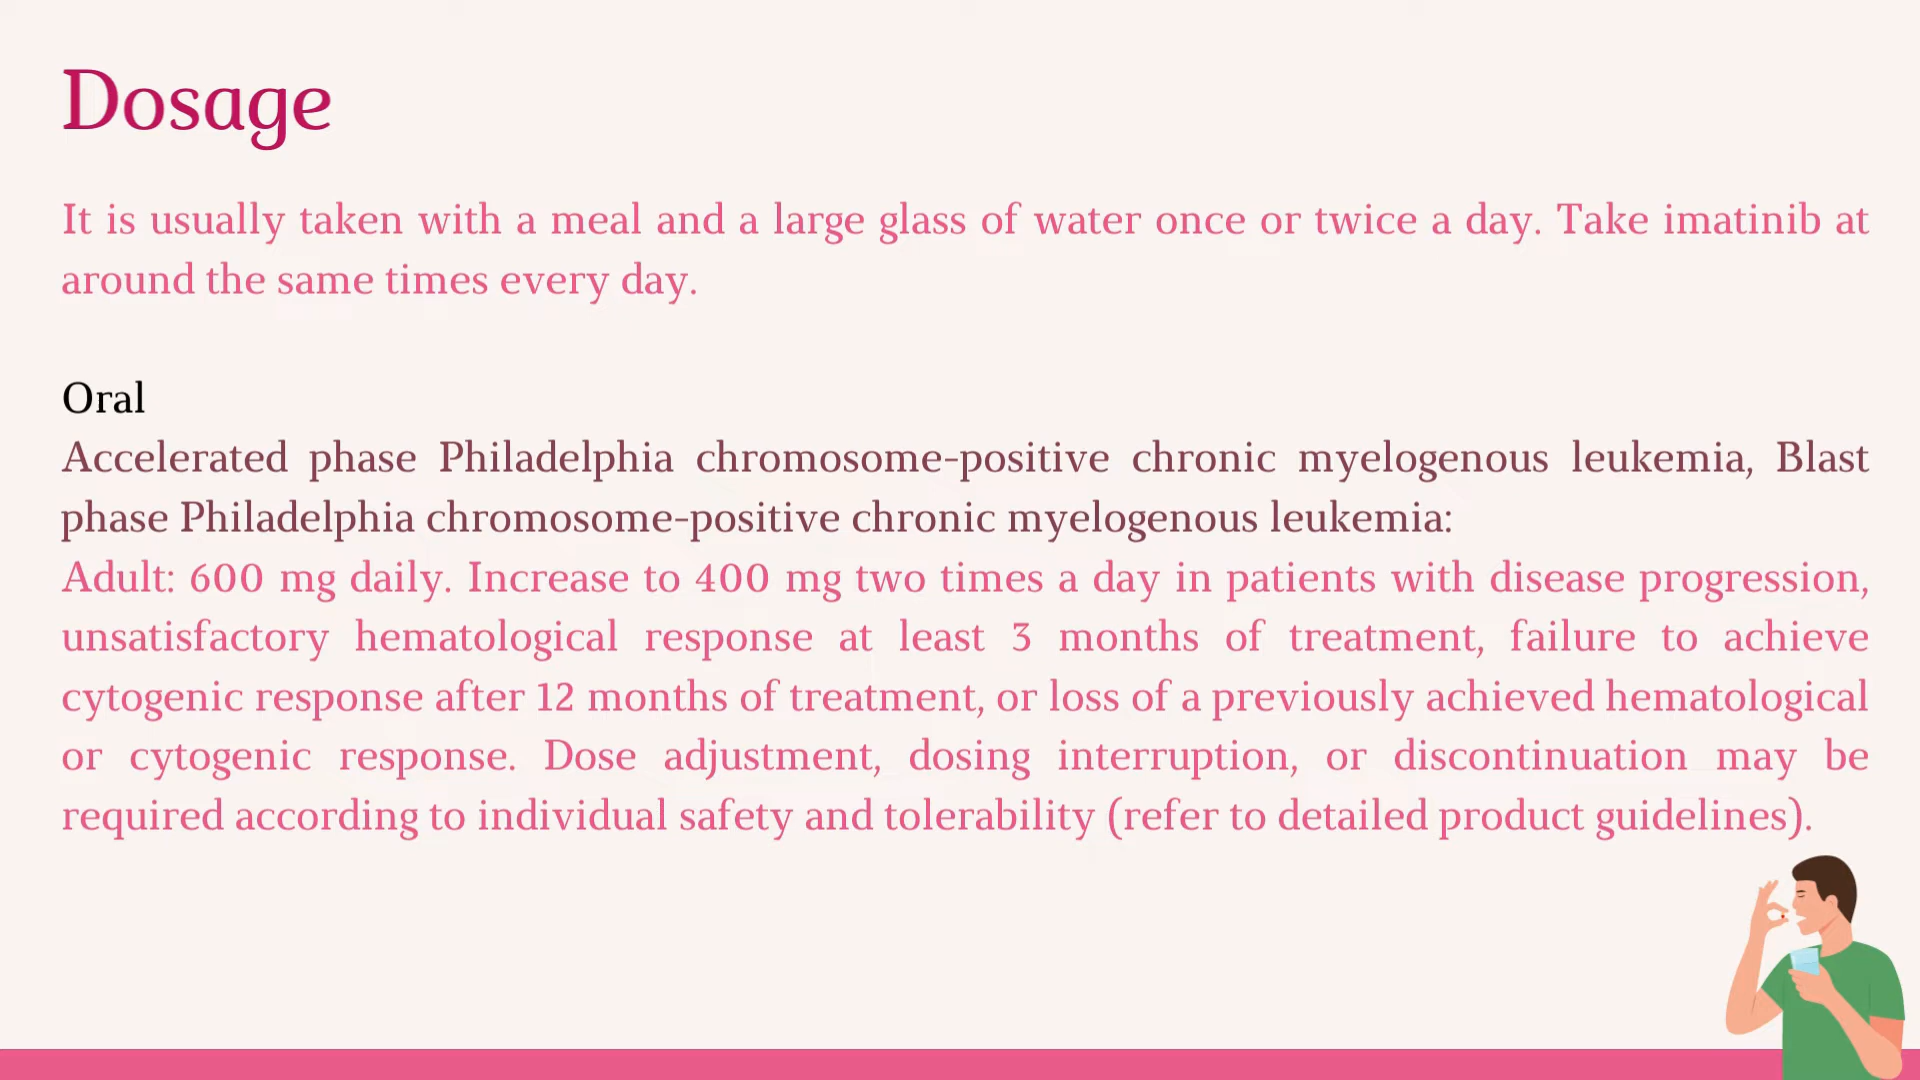 Dosage
It is usually taken with a meal and a large glass of water once or twice a day. Take imatinib at
around the same times every day.
Oral
Accelerated phase Philadelphia chromosome-positive chronic myelogenous leukemia, Blast
phase Philadelphia chromosome-positive chronic myelogenous leukemia:
Adult: 600 mg daily. Increase to 400 mg two times a day in patients with disease progression,
unsatisfactory hematological response at least 3 months of treatment, failure to achieve
cytogenic response after 12 months of treatment, or loss of a previously achieved hematological
or cytogenic response. Dose adjustment, dosing interruption, or discontinuation may be
required according to individual safety and tolerability (refer to detailed product guidelines).